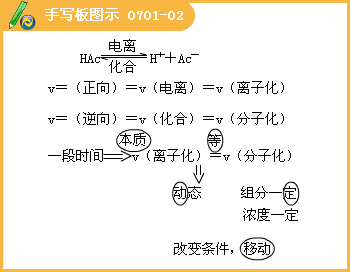 手写板图示 0701-02
电离
HAc⇌H⁺＋Ac⁻
化合
v＝（正向）＝v（电离）＝v（离子化）
v＝（逆向）＝v（化合）＝v（分子化）
本质 等
一段时间⟹v（离子化）＝v（分子化）
⇓
动态 组分一定
浓度一定
改变条件，移动